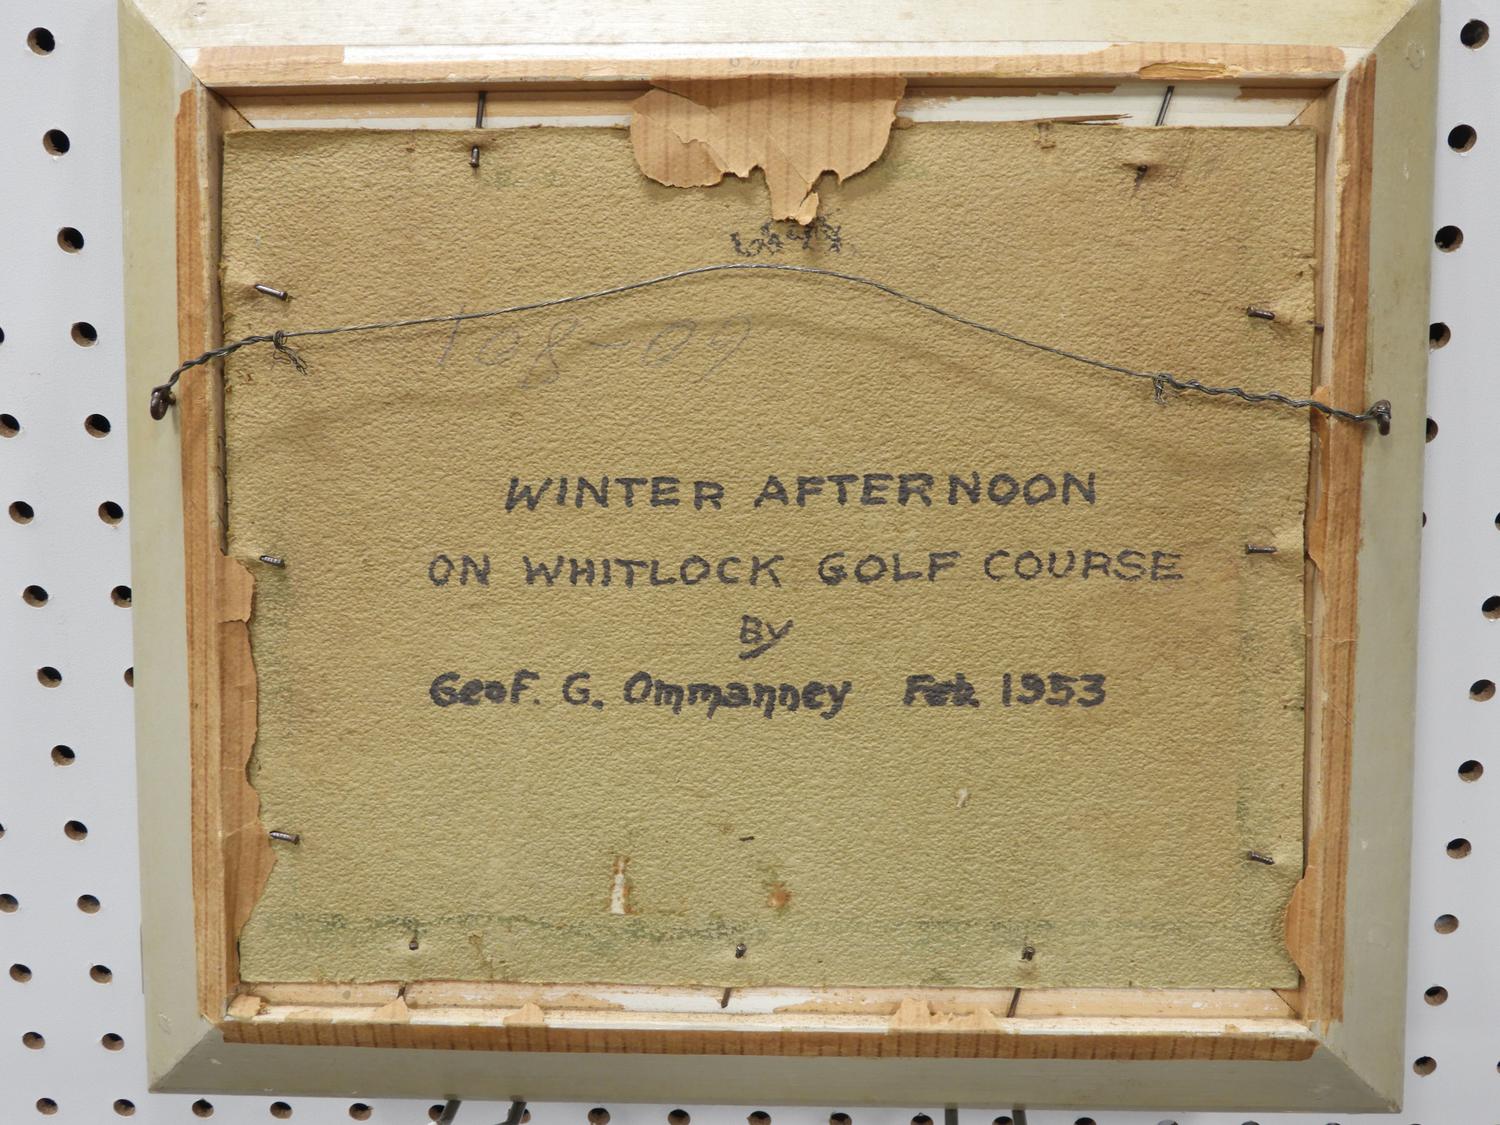 WINTER AFTERNOON
ON WHITLOCK GOLF COURSE
By
Geof. G. Ommanney Feb. 1953